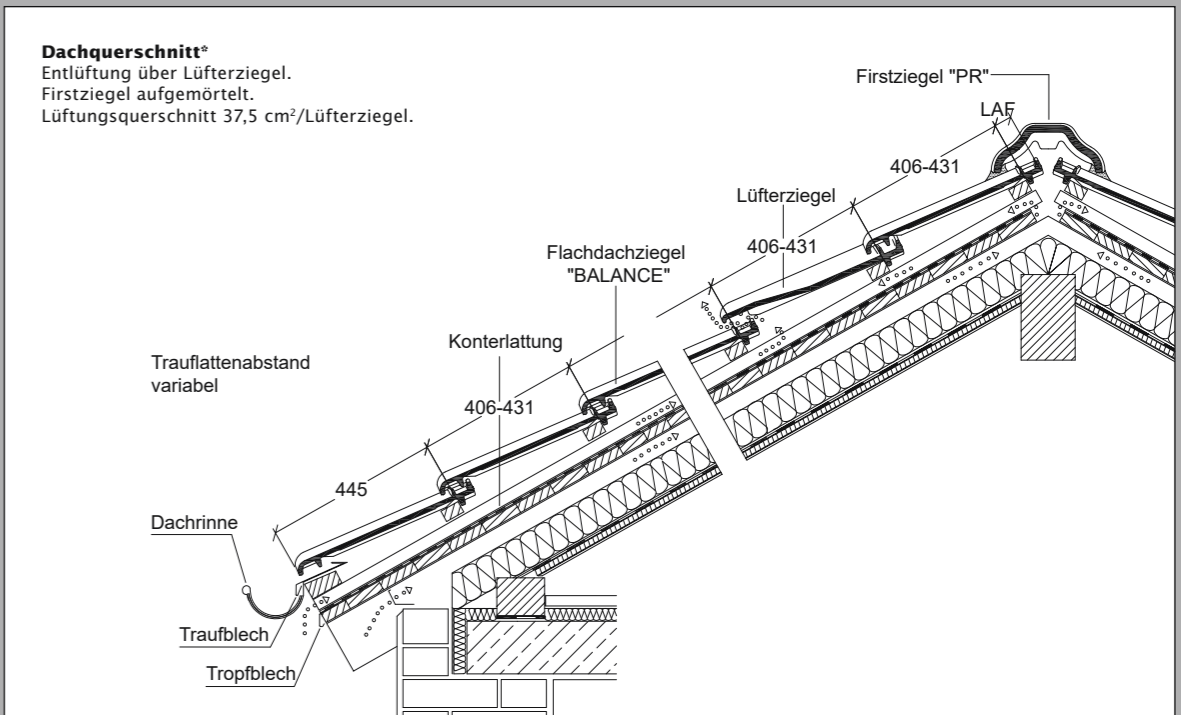 Dachquerschnitt*
Entlüftung über Lüfterziegel.
Firstziegel aufgemörtelt.
Lüftungsquerschnitt 37,5 cm²/Lüfterziegel.
Firstziegel "PR"
LAF
406-431
Lüfterziegel
406-431
Flachdachziegel
"BALANCE"
Konterlattung
406-431
Trauflattenabstand
variabel
445
Dachrinne
Traufblech
Tropfblech